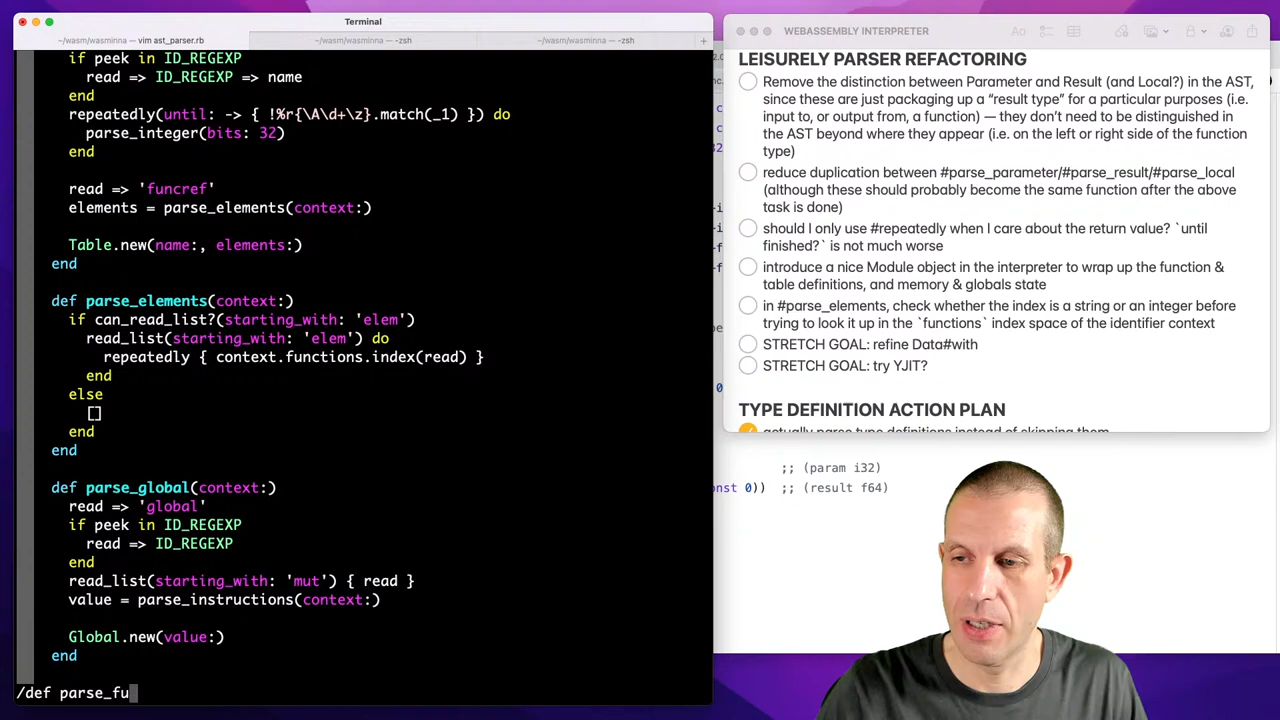 Terminal
~/wasm/wasminna — vim ast_parser.rb
~/wasm/wasminna — -zsh
~/wasm/wasminna — -zsh
+
if peek in ID_REGEXP
read => ID_REGEXP => name
end
repeatedly(until: -> { !%r{\A\d+\z}.match(_1) }) do
parse_integer(bits: 32)
end
read => 'funcref'
elements = parse_elements(context:)
Table.new(name:, elements:)
end
def parse_elements(context:)
if can_read_list?(starting_with: 'elem')
read_list(starting_with: 'elem') do
repeatedly { context.functions.index(read) }
end
else
[]
end
end
def parse_global(context:)
read => 'global'
if peek in ID_REGEXP
read => ID_REGEXP
end
read_list(starting_with: 'mut') { read }
value = parse_instructions(context:)
Global.new(value:)
end
/def parse_fu
WEBASSEMBLY INTERPRETER
Aa
LEISURELY PARSER REFACTORING
Remove the distinction between Parameter and Result (and Local?) in the AST,
since these are just packaging up a “result type” for a particular purposes (i.e.
input to, or output from, a function) — they don’t need to be distinguished in
the AST beyond where they appear (i.e. on the left or right side of the function
type)
reduce duplication between #parse_parameter/#parse_result/#parse_local
(although these should probably become the same function after the above
task is done)
should I only use #repeatedly when I care about the return value? `until
finished?` is not much worse
introduce a nice Module object in the interpreter to wrap up the function &
table definitions, and memory & globals state
in #parse_elements, check whether the index is a string or an integer before
trying to look it up in the `functions` index space of the identifier context
STRETCH GOAL: refine Data#with
STRETCH GOAL: try YJIT?
TYPE DEFINITION ACTION PLAN
actually parse type definitions instead of skipping them
;; (param i32)
onst 0)) ;; (result f64)